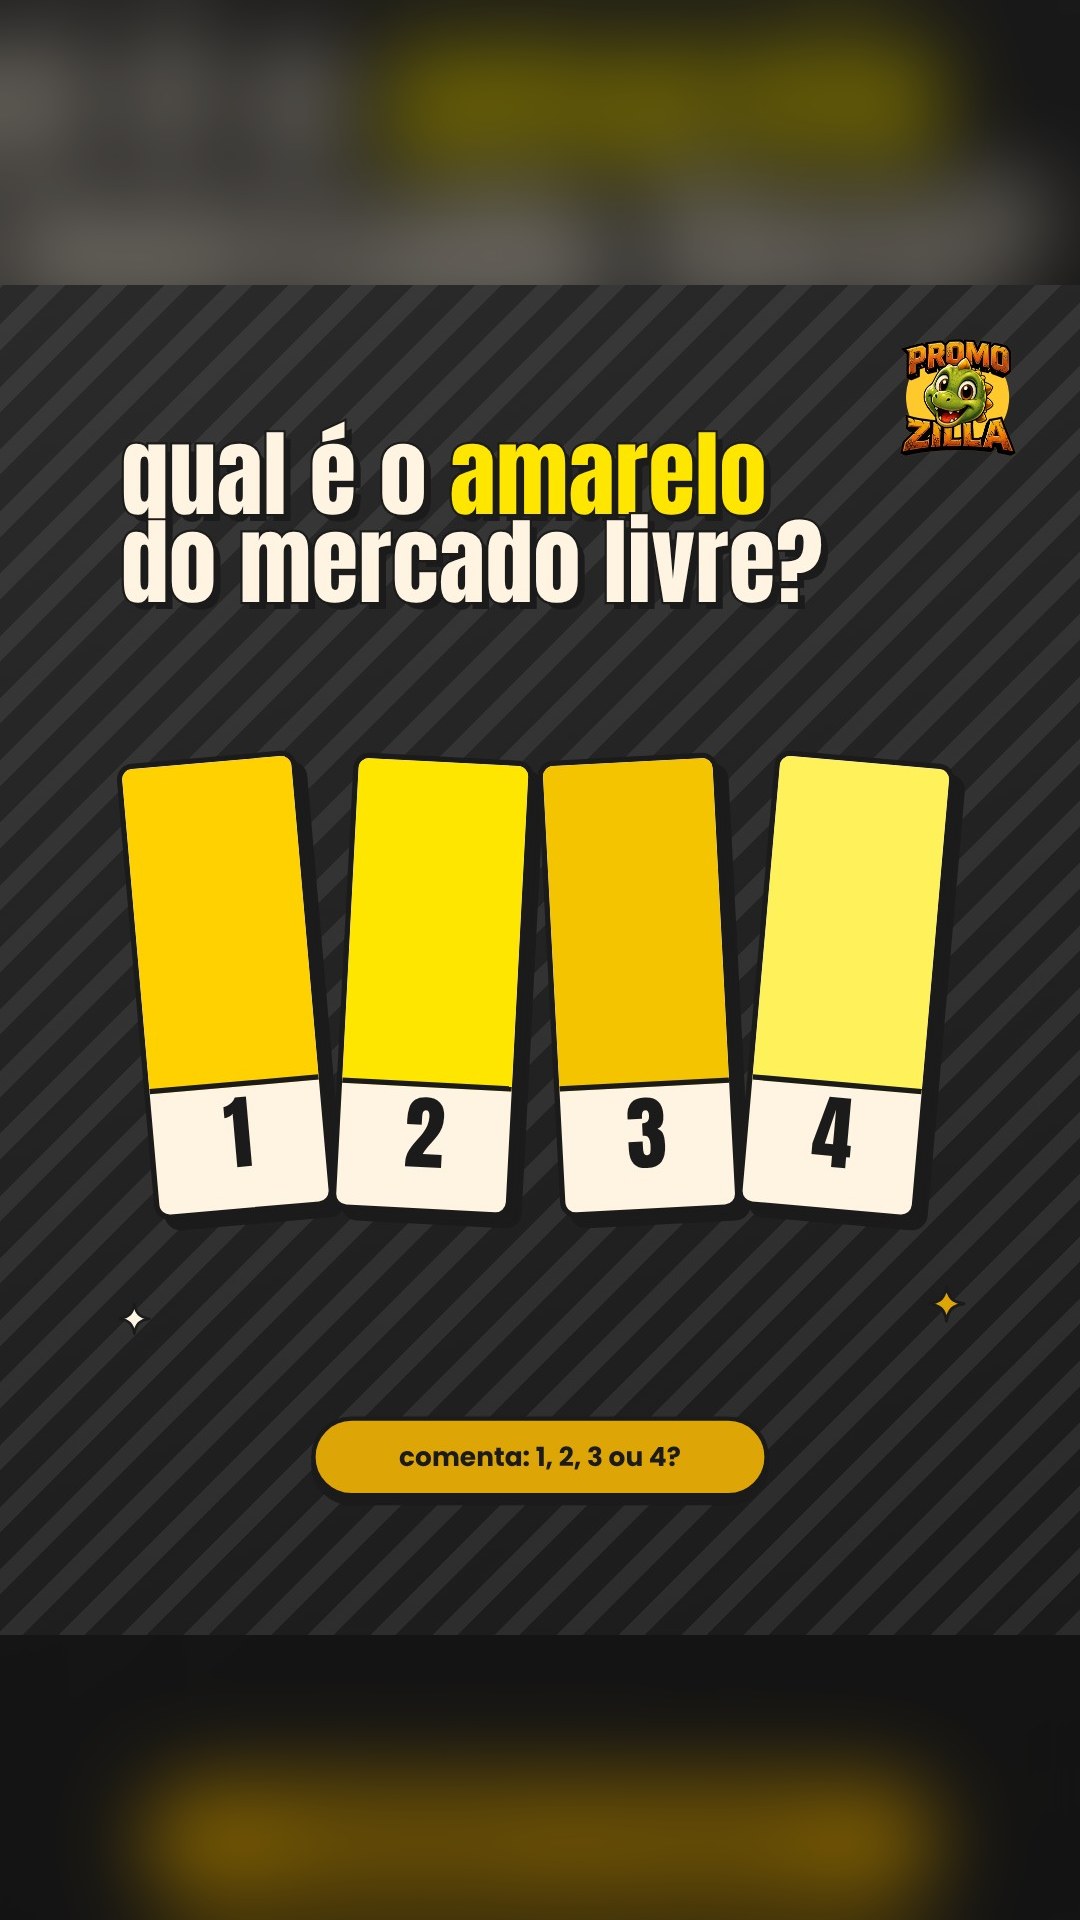 PROMO
ZILLA
qual é o amarelo
do mercado livre?
1
2
3
4
comenta: 1, 2, 3 ou 4?